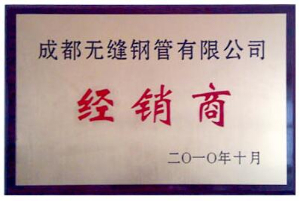 成都无缝钢管有限公司
经销商
二〇一〇年十月